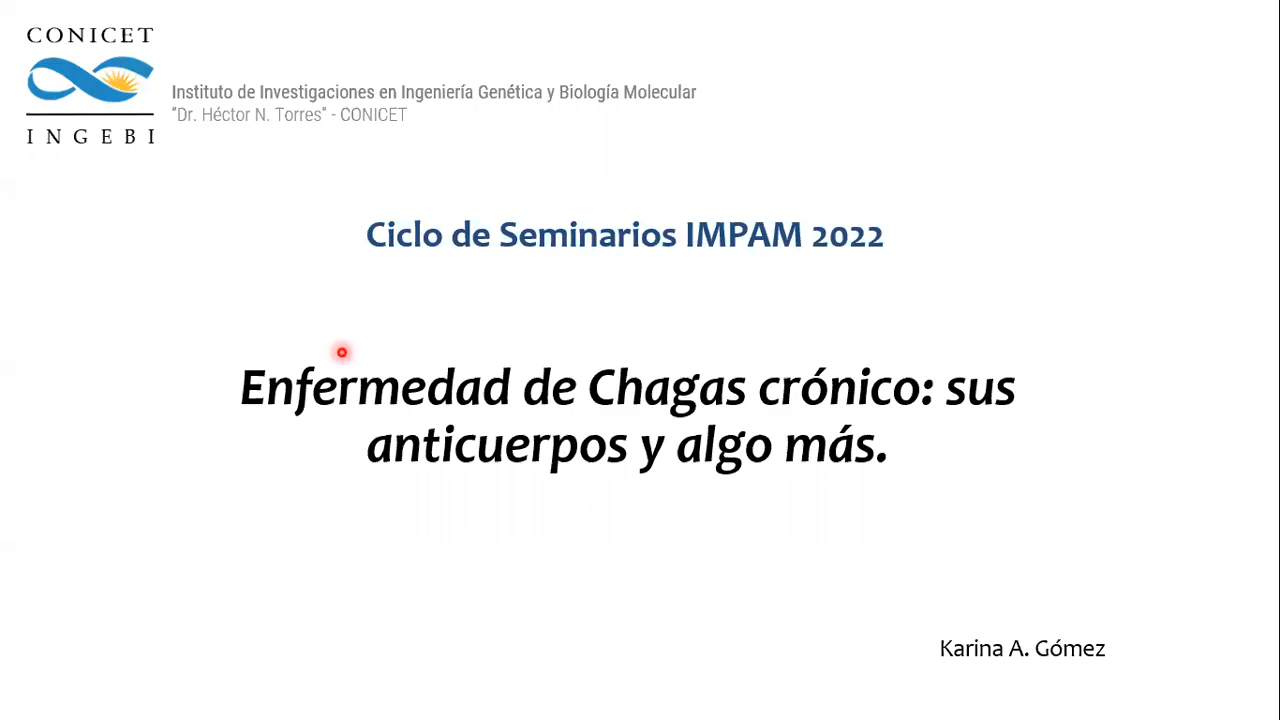 CONICET
INGEBI
Instituto de Investigaciones en Ingeniería Genética y Biología Molecular
"Dr. Héctor N. Torres" - CONICET
Ciclo de Seminarios IMPAM 2022
Enfermedad de Chagas crónico: sus
anticuerpos y algo más.
Karina A. Gómez